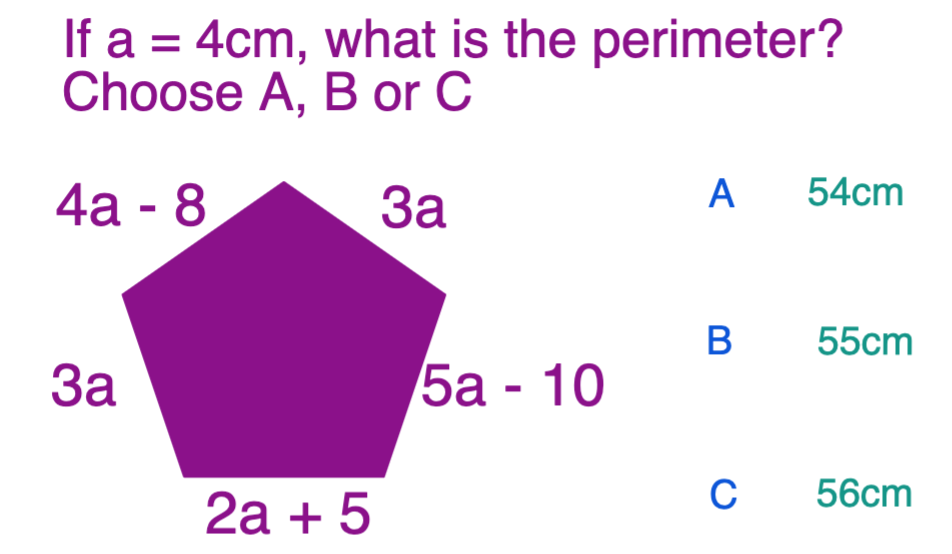 If a = 4cm, what is the perimeter?
Choose A, B or C
4a - 8
3a
A 54cm
B 55cm
3a
5a - 10
C 56cm
2a + 5